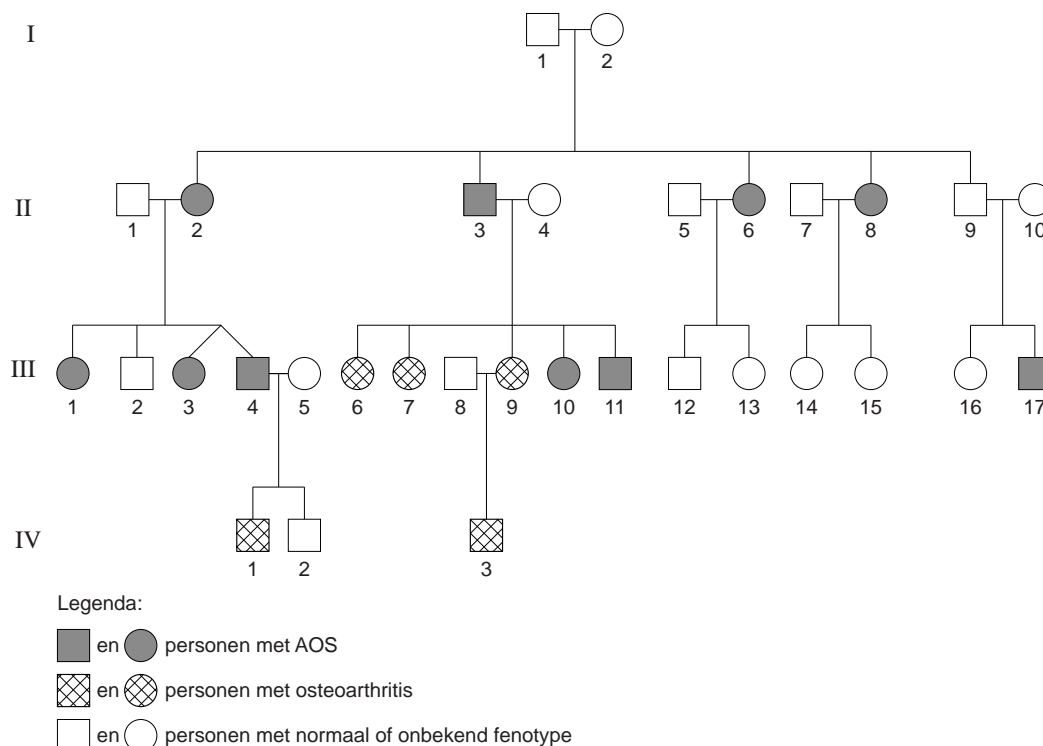 I
1 2
II
1 2 3 4 5 6 7 8 9 10
III
1 2 3 4 5 6 7 8 9 10 11 12 13 14 15 16 17
IV
1 2 3
Legenda:
en personen met AOS
en personen met osteoarthritis
en personen met normaal of onbekend fenotype